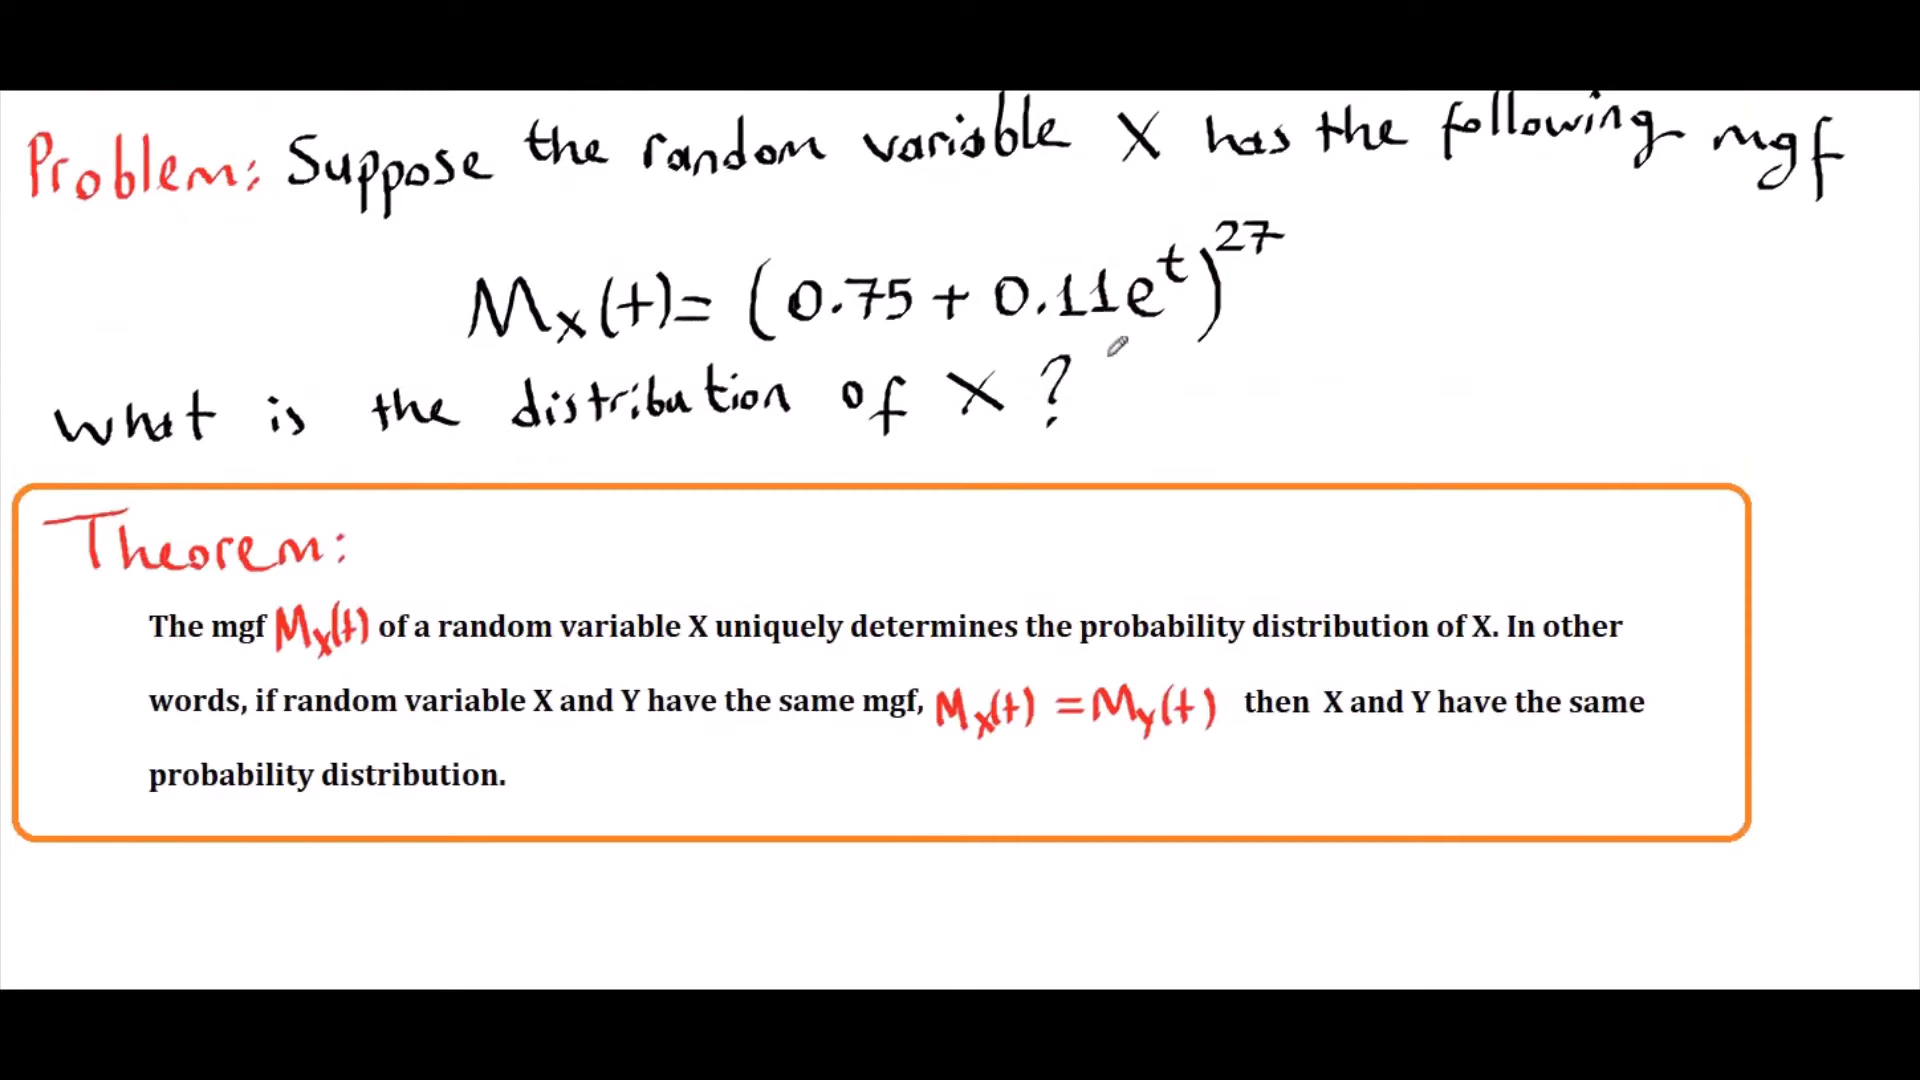 Problem: Suppose the random variable X has the following mgf
Mx(t)= (0.75 + 0.11e^t)^27
What is the distribution of X ?
Theorem:
The mgf Mx(t) of a random variable X uniquely determines the probability distribution of X. In other
words, if random variable X and Y have the same mgf, Mx(t) = My(t) then X and Y have the same
probability distribution.